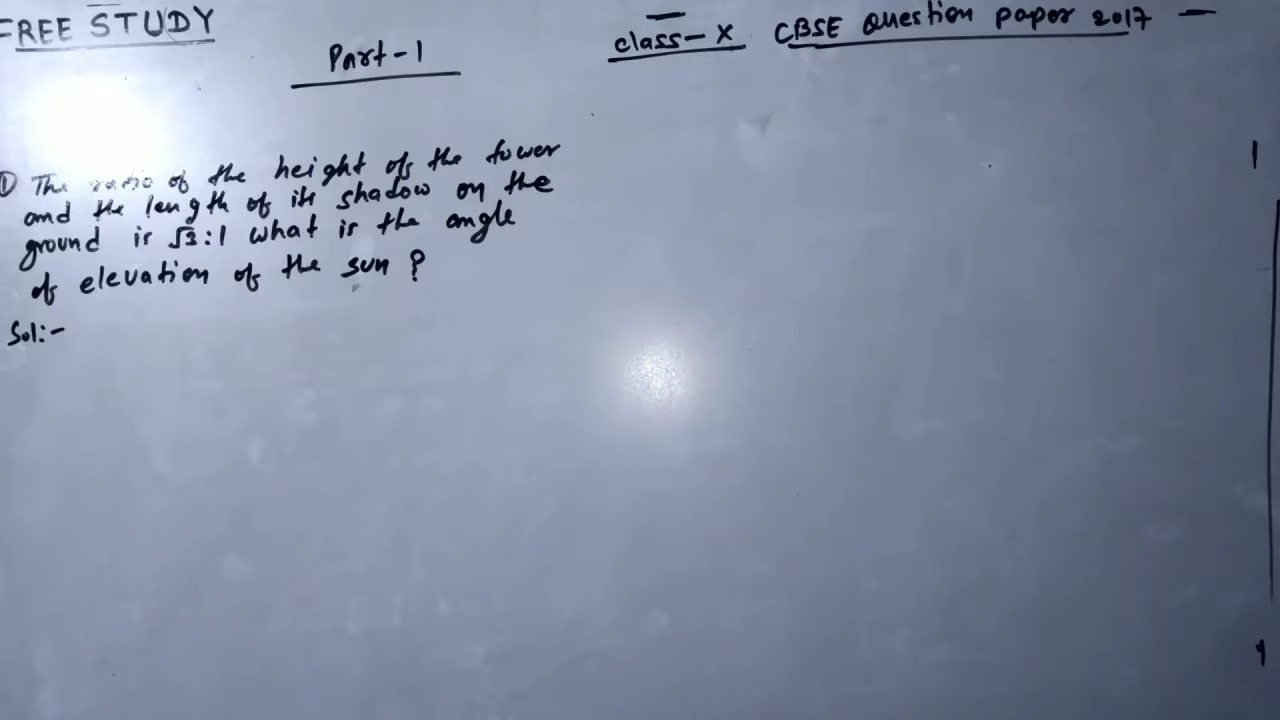 FREE STUDY
Part-1
class-X CBSE Question paper 2017 —
① The ratio of the height of the tower
and the length of its shadow on the
ground is √3:1 what is the angle
of elevation of the sun ?
Sol:-